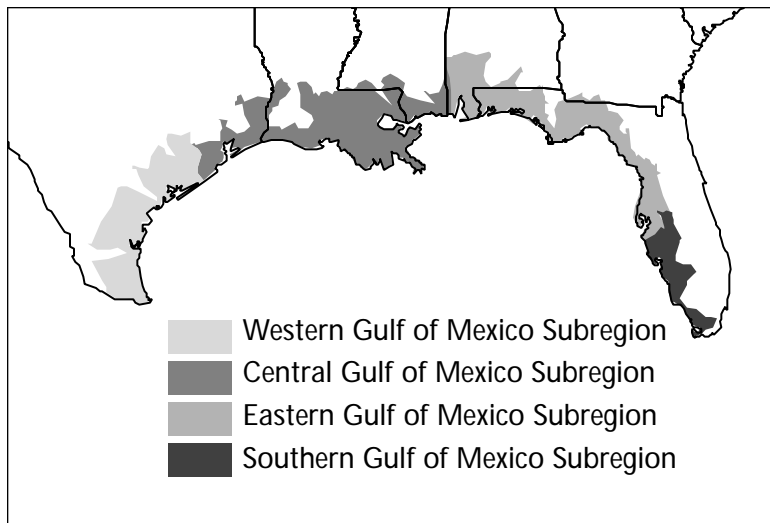 Western Gulf of Mexico Subregion
Central Gulf of Mexico Subregion
Eastern Gulf of Mexico Subregion
Southern Gulf of Mexico Subregion